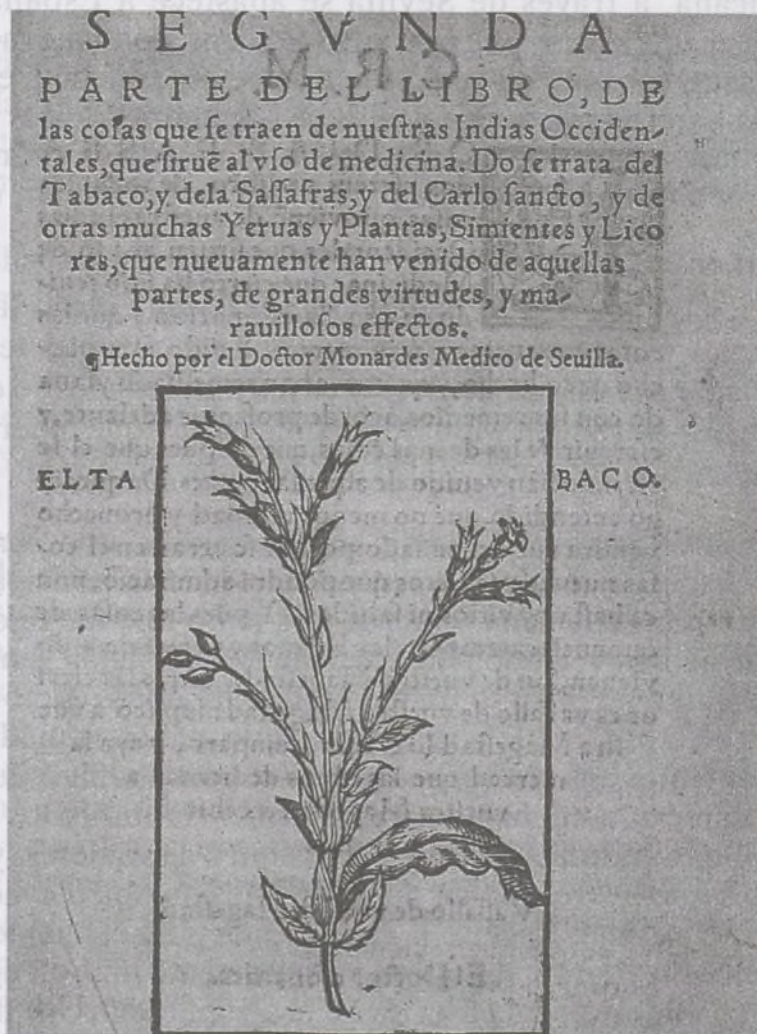 SEGVNDA
PARTE DEL LIBRO, DE
las coſas que ſe traen de nueſtras Indias Occiden-
tales, que ſiruẽ al vſo de medicina. Do ſe trata del
Tabaco, y dela Saſſafras, y del Carlo ſancto, y de
otras muchas Yeruas y Plantas, Simientes y Lico
res, que nueuamente han venido de aquellas
partes, de grandes virtudes, y ma-
rauilloſos effectos.
¶Hecho por el Doctor Monardes Medico de Seuilla.
ELTA BACO.